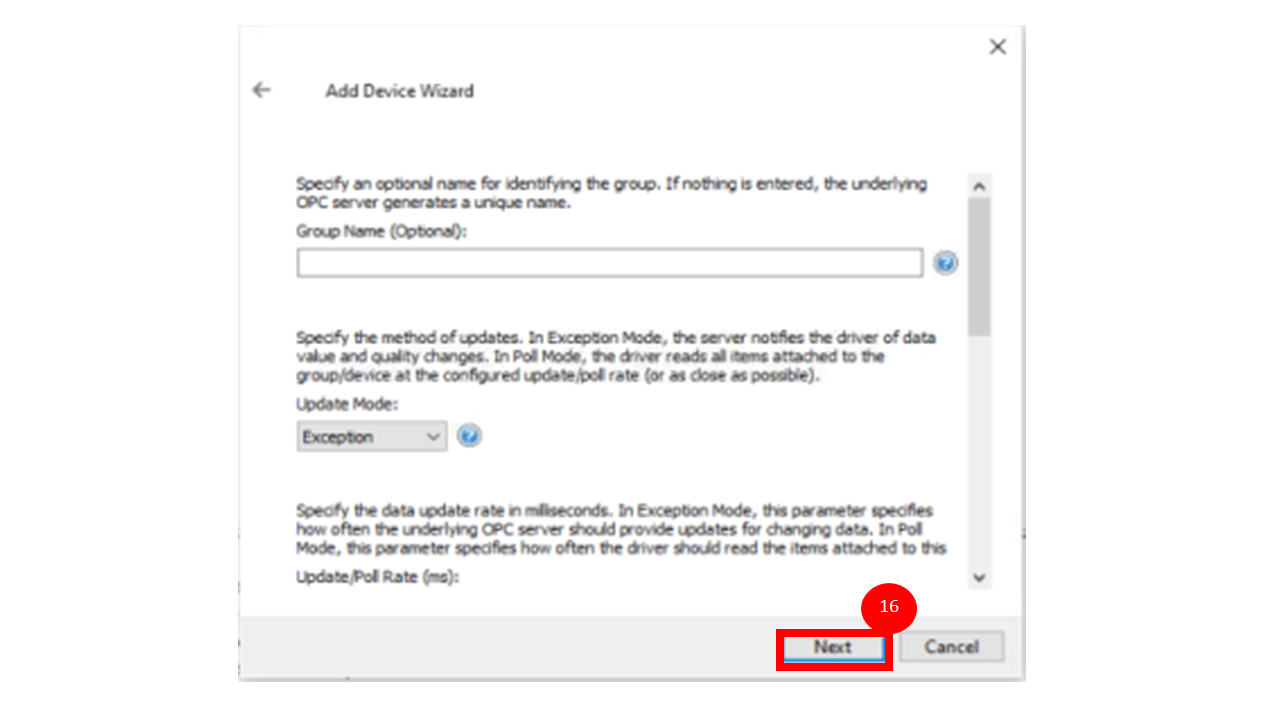 Add Device Wizard
Specify an optional name for identifying the group. If nothing is entered, the underlying
OPC server generates a unique name.
Group Name (Optional):
Specify the method of updates. In Exception Mode, the server notifies the driver of data
value and quality changes. In Poll Mode, the driver reads all items attached to the
group/device at the configured update/poll rate (or as close as possible).
Update Mode:
Exception
Specify the data update rate in milliseconds. In Exception Mode, this parameter specifies
how often the underlying OPC server should provide updates for changing data. In Poll
Mode, this parameter specifies how often the driver should read the items attached to this
Update/Poll Rate (ms):
16
Next
Cancel